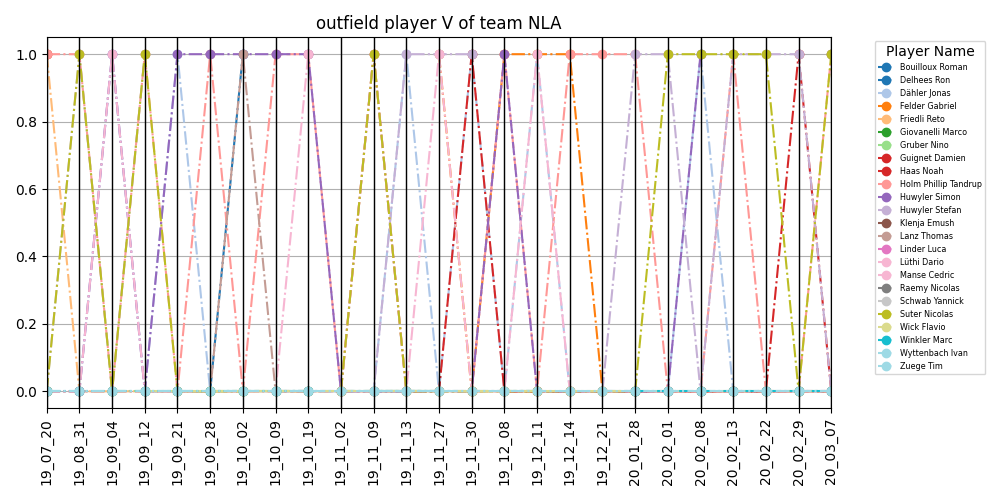 outfield player V of team NLA
1.0
0.8
0.6
0.4
0.2
0.0
19_07_20
19_08_31
19_09_04
19_09_12
19_09_21
19_09_28
19_10_02
19_10_09
19_10_19
19_11_02
19_11_09
19_11_13
19_11_27
19_11_30
19_12_08
19_12_11
19_12_14
19_12_21
20_01_28
20_02_01
20_02_08
20_02_13
20_02_22
20_02_29
20_03_07
Player Name
Bouilloux Roman
Delhees Ron
Dähler Jonas
Felder Gabriel
Friedli Reto
Giovanelli Marco
Gruber Nino
Guignet Damien
Haas Noah
Holm Phillip Tandrup
Huwyler Simon
Huwyler Stefan
Klenja Emush
Lanz Thomas
Linder Luca
Lüthi Dario
Manse Cedric
Raemy Nicolas
Schwab Yannick
Suter Nicolas
Wick Flavio
Winkler Marc
Wyttenbach Ivan
Zuege Tim